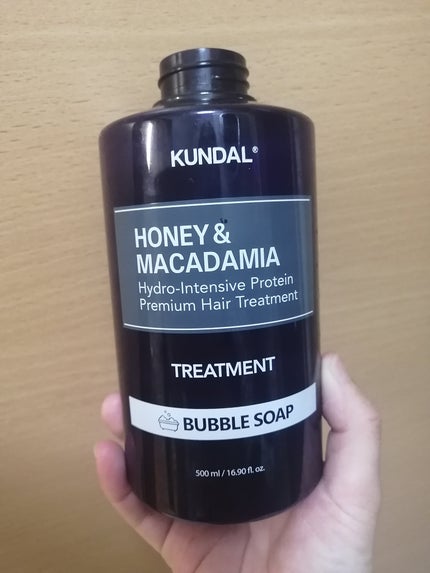 KUNDAL®
HONEY &
MACADAMIA
Hydro-Intensive Protein
Premium Hair Treatment
TREATMENT
BUBBLE SOAP
500 ml / 16.90 fl. oz.